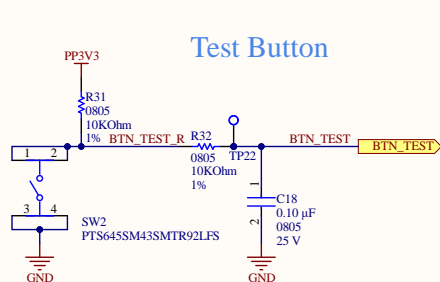 Test Button
PP3V3
R31
0805
10KOhm
1%
BTN_TEST_R
R32
0805
10KOhm
1%
TP22
BTN_TEST
BTN_TEST
1 2
3 4
SW2
PTS645SM43SMTR92LFS
GND
1
2
C18
0.10 µF
0805
25 V
GND